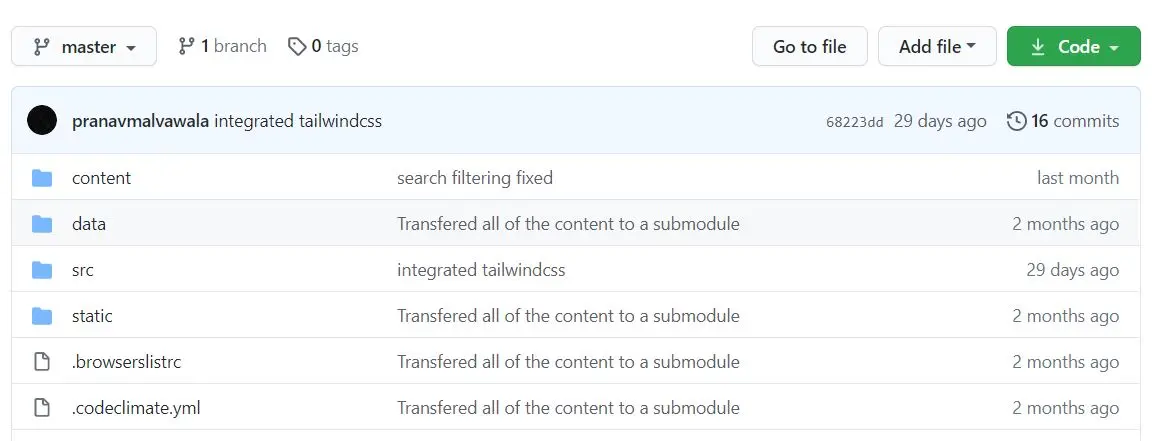 master 1 branch 0 tags Go to file Add file Code
pranavmalvawala integrated tailwindcss 68223dd 29 days ago 16 commits
content search filtering fixed last month
data Transfered all of the content to a submodule 2 months ago
src integrated tailwindcss 29 days ago
static Transfered all of the content to a submodule 2 months ago
.browserslistrc Transfered all of the content to a submodule 2 months ago
.codeclimate.yml Transfered all of the content to a submodule 2 months ago